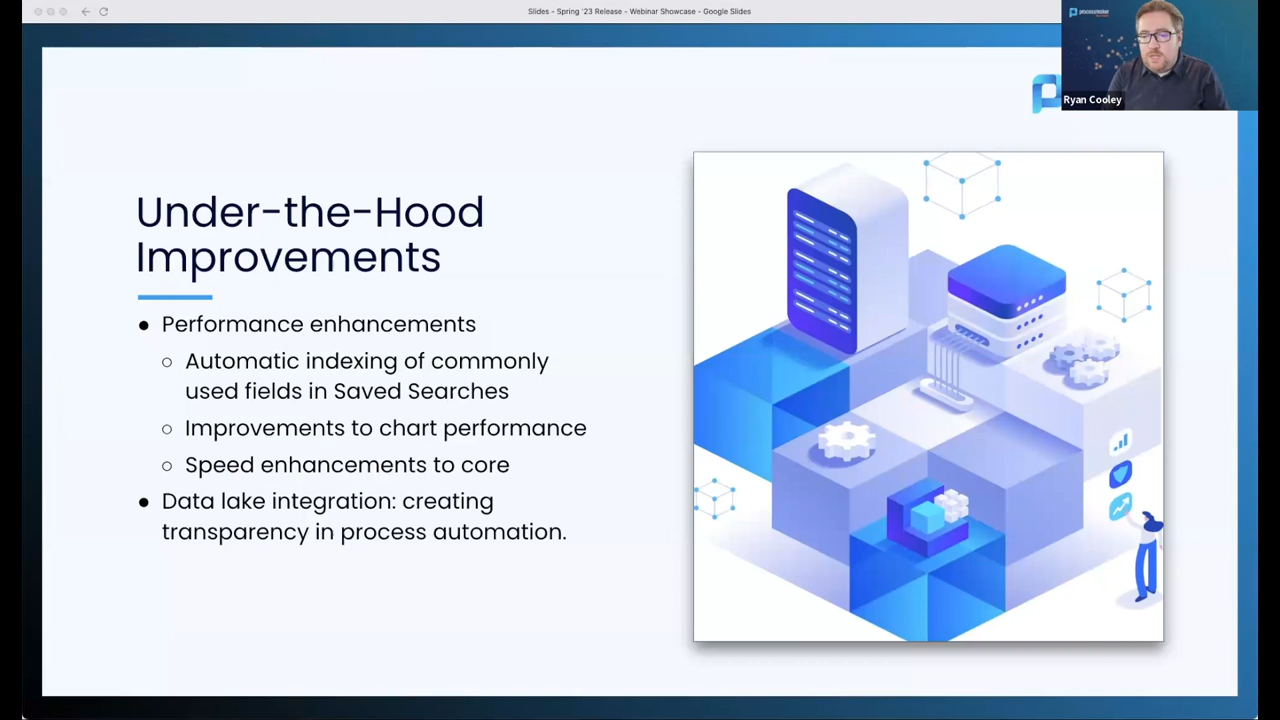 Slides - Spring '23 Release - Webinar Showcase - Google Slides
processmaker
Ryan Cooley
Under-the-Hood
Improvements
● Performance enhancements
○ Automatic indexing of commonly
used fields in Saved Searches
○ Improvements to chart performance
○ Speed enhancements to core
● Data lake integration: creating
transparency in process automation.